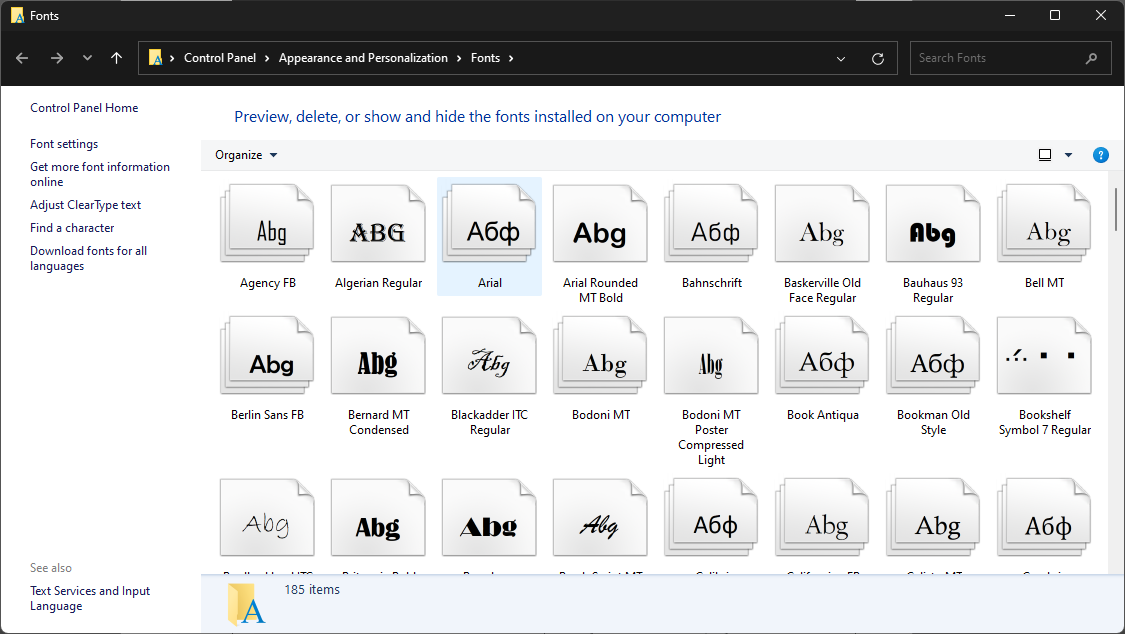 Fonts
Control Panel > Appearance and Personalization > Fonts >
Search Fonts
Control Panel Home
Font settings
Get more font information
online
Adjust ClearType text
Find a character
Download fonts for all
languages
See also
Text Services and Input
Language
Preview, delete, or show and hide the fonts installed on your computer
Organize
?
Abg ABG Абф Abg Абф Abg Abg Abg
Agency FB
Algerian Regular
Arial
Arial Rounded
MT Bold
Bahnschrift
Baskerville Old
Face Regular
Bauhaus 93
Regular
Bell MT
Abg Abg Abg Abg Abg Абф Абф
Berlin Sans FB
Bernard MT
Condensed
Blackadder ITC
Regular
Bodoni MT
Bodoni MT
Poster
Compressed
Light
Book Antiqua
Bookman Old
Style
Bookshelf
Symbol 7 Regular
Abg Abg Abg Abg Абф Abg Abg Абф
A
185 items